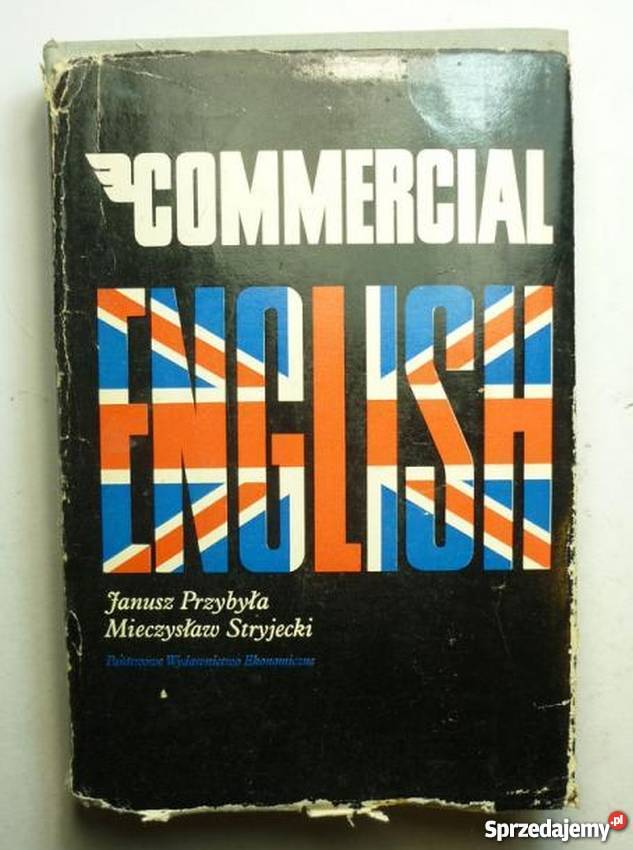 COMMERCIAL
ENGLISH
Janusz Przybyła
Mieczysław Stryjecki
Państwowe Wydawnictwo Ekonomiczne
Sprzedajemy.pl